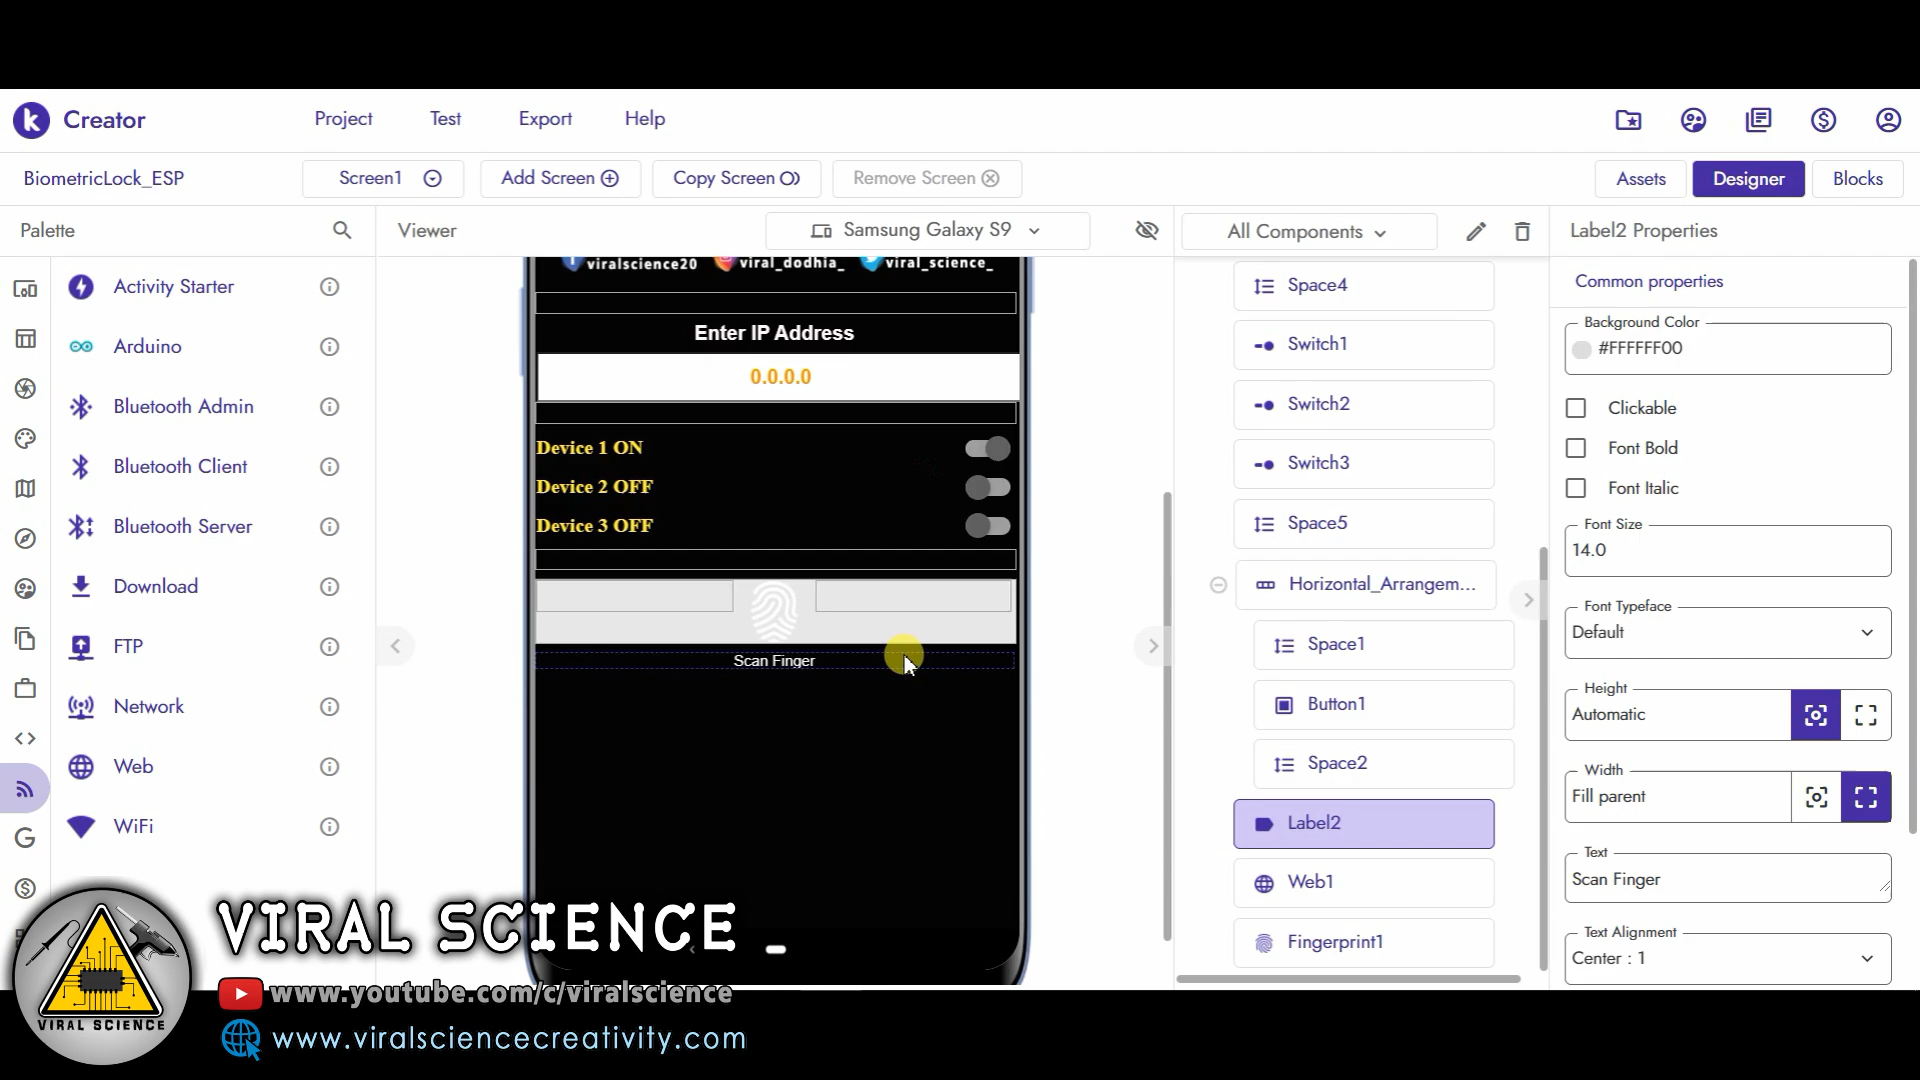 Creator
Project
Test
Export
Help
BiometricLock_ESP
Screen1
Add Screen
Copy Screen
Remove Screen
Assets
Designer
Blocks
Palette
Viewer
Samsung Galaxy S9
All Components
Label2 Properties
Activity Starter
Arduino
Bluetooth Admin
Bluetooth Client
Bluetooth Server
Download
FTP
Network
Web
WiFi
viralscience20
viral_dodhia_
viral_science_
Enter IP Address
0.0.0.0
Device 1 ON
Device 2 OFF
Device 3 OFF
Scan Finger
Space4
Switch1
Switch2
Switch3
Space5
Horizontal_Arrangem...
Space1
Button1
Space2
Label2
Web1
Fingerprint1
Common properties
Background Color
#FFFFFF00
Clickable
Font Bold
Font Italic
Font Size
14.0
Font Typeface
Default
Height
Automatic
Width
Fill parent
Text
Scan Finger
Text Alignment
Center : 1
VIRAL SCIENCE
VIRAL SCIENCE
www.youtube.com/c/viralscience
www.viralsciencecreativity.com